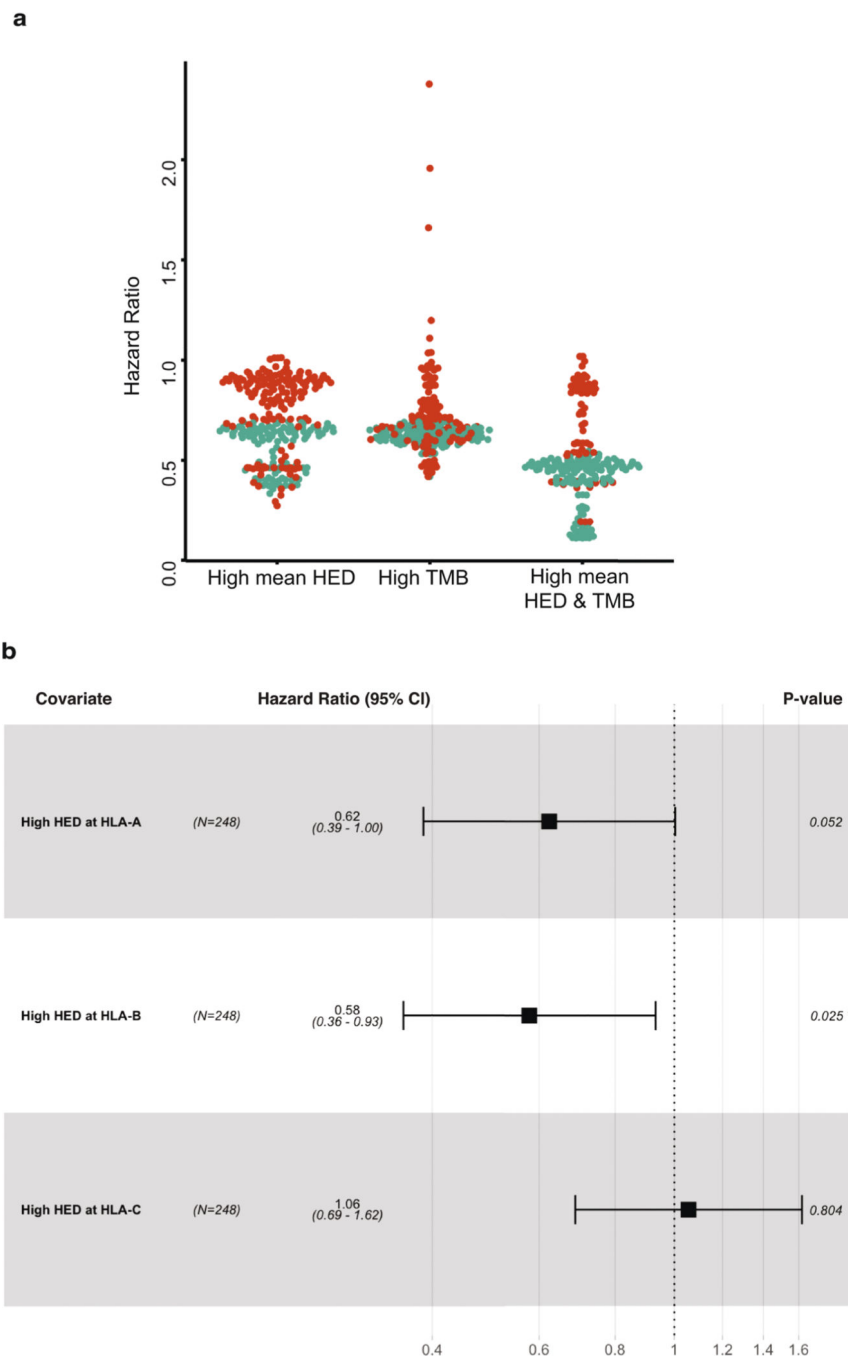 a
Hazard Ratio
2.0
1.5
1.0
0.5
0.0
High mean HED
High TMB
High mean
HED & TMB
b
Covariate Hazard Ratio (95% CI) P-value
High HED at HLA-A (N=248) 0.62 0.052
(0.39 - 1.00)
High HED at HLA-B (N=248) 0.58 0.025
(0.36 - 0.93)
High HED at HLA-C (N=248) 1.06 0.804
(0.69 - 1.62)
0.4 0.6 0.8 1 1.2 1.4 1.6